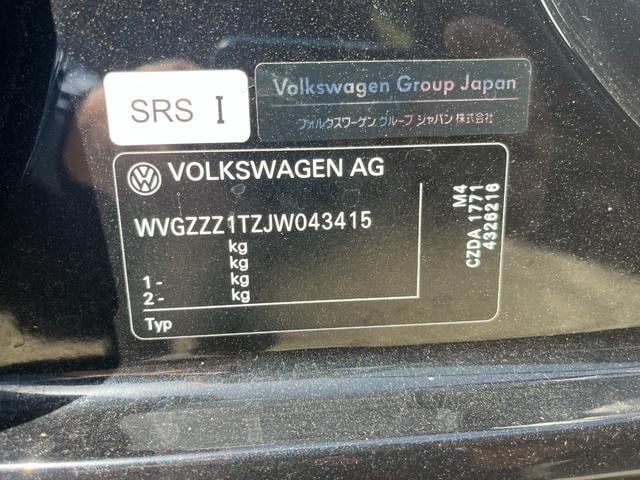 SRS I
Volkswagen Group Japan
フォルクスワーゲン グループ ジャパン 株式会社
VOLKSWAGEN AG
WVGZZZ1TZJW043415
kg
kg
1- kg
2- kg
Typ
M4
CZDA 1771
4326216